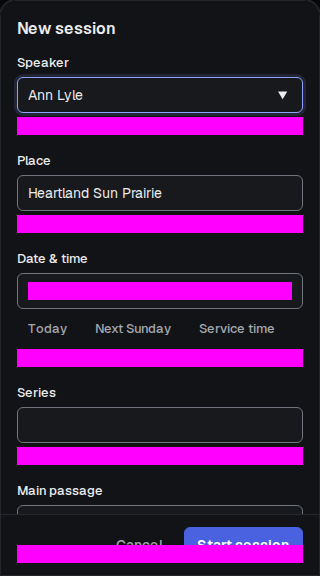 New session
Speaker
Ann Lyle
Place
Heartland Sun Prairie
Date & time
Today Next Sunday Service time
Series
Main passage
Cancel Start session